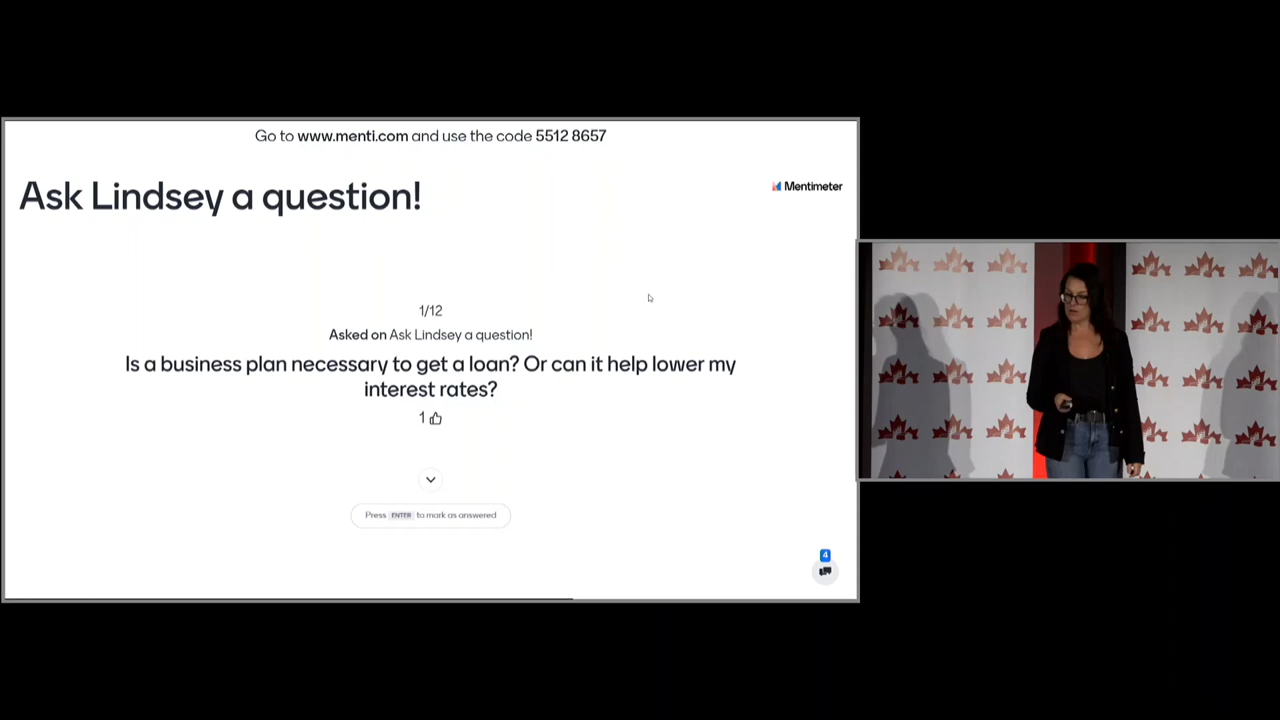 Go to www.menti.com and use the code 5512 8657
Ask Lindsey a question!
Mentimeter
1/12
Asked on Ask Lindsey a question!
Is a business plan necessary to get a loan? Or can it help lower my
interest rates?
1
Press ENTER to mark as answered
4